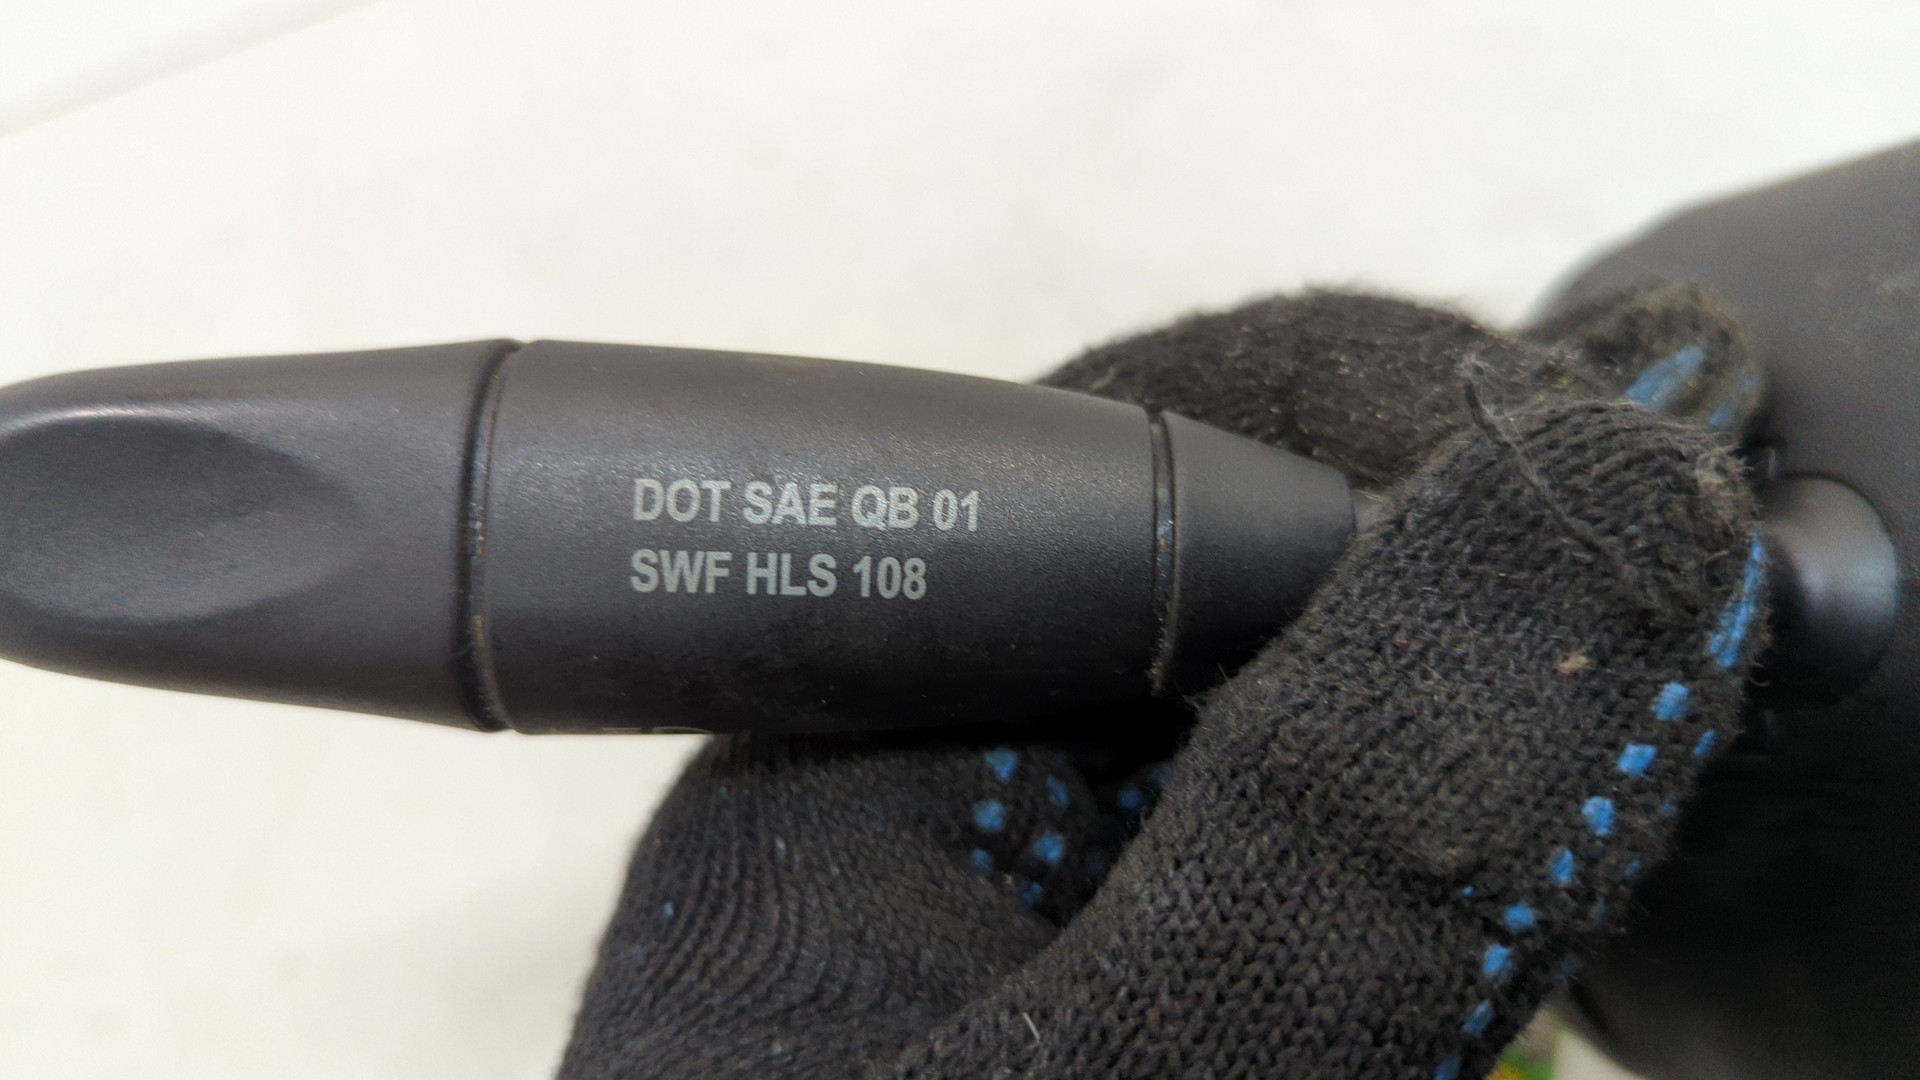 DOT SAE QB 01
SWF HLS 108